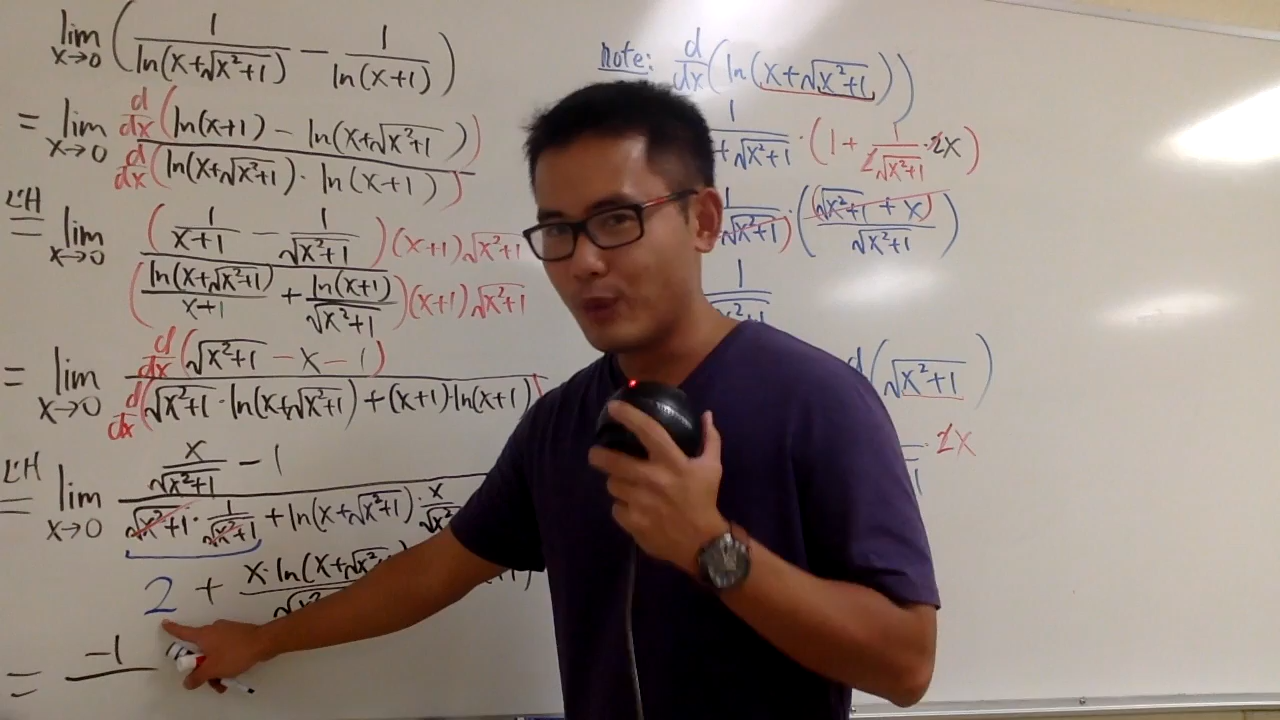 lim x→0 ( 1/ln(x+√x²+1) − 1/ln(x+1) )
= lim x→0 d/dx (ln(x+1) − ln(x+√x²+1)) / d/dx (ln(x+√x²+1) · ln(x+1))
L'H = lim x→0 (1/(x+1) − 1/√x²+1)(x+1)√x²+1 / (ln(x+√x²+1)/(x+1) + ln(x+1)/√x²+1)(x+1)√x²+1
= lim x→0 d/dx (√x²+1 − x − 1) / d/dx (√x²+1 · ln(x+√x²+1) + (x+1)·ln(x+1))
L'H = lim x→0 x/√x²+1 − 1 / √x²+1 · 1/√x²+1 + ln(x+√x²+1) · x/√x²
2 + x·ln(x+√x²
= −1
note: d/dx (ln(x+√x²+1))
1 / +√x²+1 · (1 + 1/2√x²+1 · 2x)
1 / √x²+1) · ((√x²+1 + x) / √x²+1)
1
d (√x²+1)
· 2x